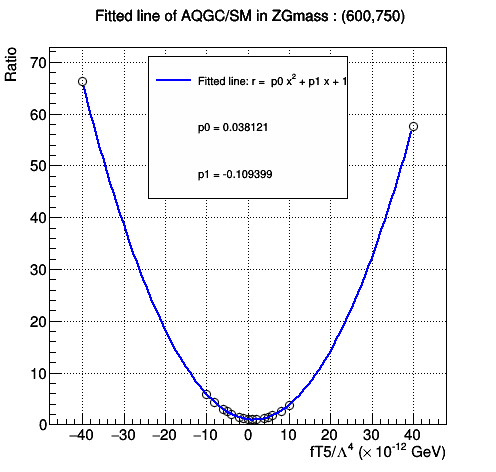 Fitted line of AQGC/SM in ZGmass : (600,750)
Ratio
70
60
50
40
30
20
10
0
Fitted line: r = p0 x² + p1 x + 1
p0 = 0.038121
p1 = -0.109399
−40 −30 −20 −10 0 10 20 30 40
fT5/Λ⁴ (× 10⁻¹² GeV)